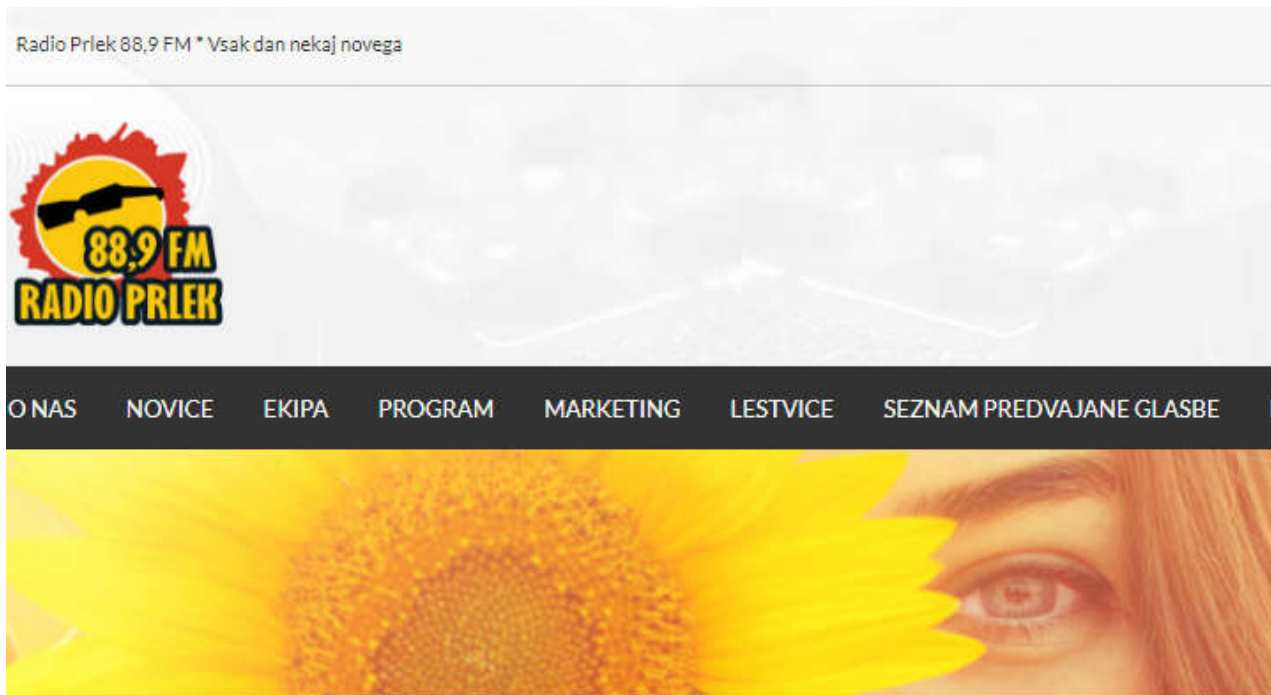 Radio Prlek 88,9 FM * Vsak dan nekaj novega
88,9 FM
RADIO PRLEK
O NAS NOVICE EKIPA PROGRAM MARKETING LESTVICE SEZNAM PREDVAJANE GLASBE